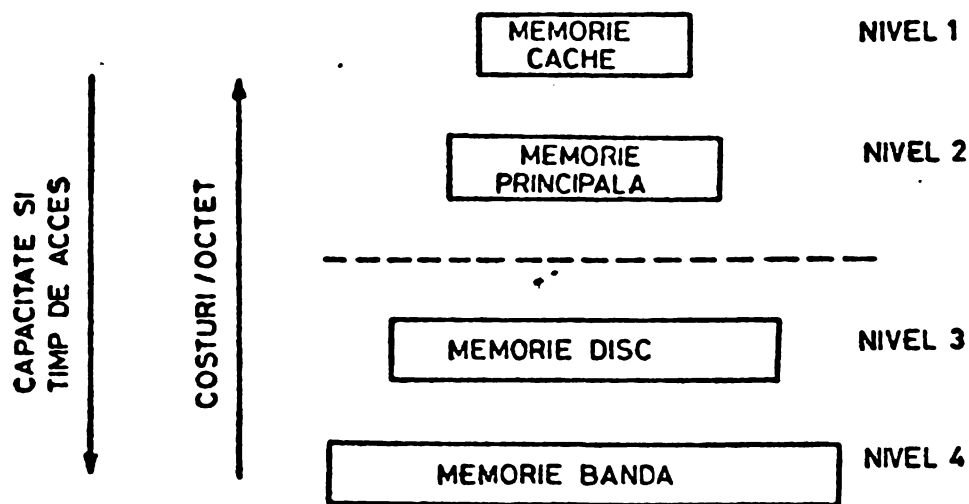 MEMORIE
CACHE
NIVEL 1
MEMORIE
PRINCIPALA
NIVEL 2
CAPACITATE SI
TIMP DE ACCES
COSTURI/OCTET
MEMORIE DISC
NIVEL 3
MEMORIE BANDA
NIVEL 4